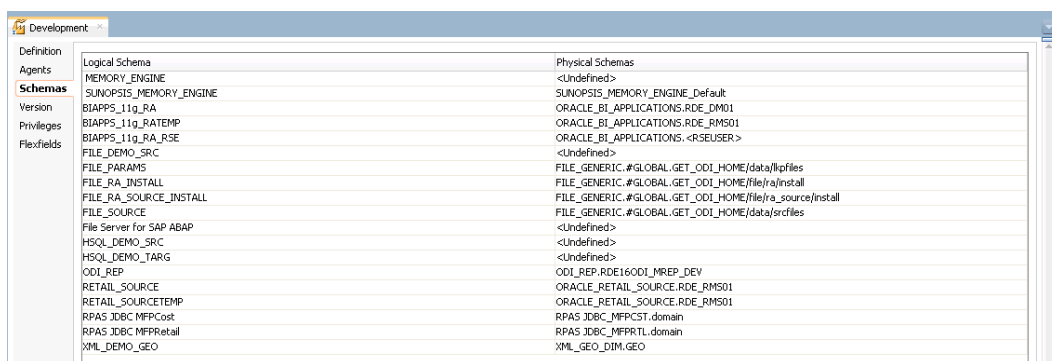 Development
Definition
Agents
Schemas
Version
Privileges
Flexfields
Logical Schema Physical Schemas
MEMORY_ENGINE <Undefined>
SUNOPSIS_MEMORY_ENGINE SUNOPSIS_MEMORY_ENGINE_Default
BIAPPS_11g_RA ORACLE_BI_APPLICATIONS.RDE_DM01
BIAPPS_11g_RATEMP ORACLE_BI_APPLICATIONS.RDE_RMS01
BIAPPS_11g_RA_RSE ORACLE_BI_APPLICATIONS.<RSEUSER>
FILE_DEMO_SRC <Undefined>
FILE_PARAMS FILE_GENERIC.#GLOBAL.GET_ODI_HOME/data/lkpfiles
FILE_RA_INSTALL FILE_GENERIC.#GLOBAL.GET_ODI_HOME/file/ra/install
FILE_RA_SOURCE_INSTALL FILE_GENERIC.#GLOBAL.GET_ODI_HOME/file/ra_source/install
FILE_SOURCE FILE_GENERIC.#GLOBAL.GET_ODI_HOME/data/srcfiles
File Server for SAP ABAP <Undefined>
HSQL_DEMO_SRC <Undefined>
HSQL_DEMO_TARG <Undefined>
ODI_REP ODI_REP.RDE16ODI_MREP_DEV
RETAIL_SOURCE ORACLE_RETAIL_SOURCE.RDE_RMS01
RETAIL_SOURCETEMP ORACLE_RETAIL_SOURCE.RDE_RMS01
RPAS JDBC MFPCost RPAS JDBC_MFPCST.domain
RPAS JDBC MFPRetail RPAS JDBC_MFPRTL.domain
XML_DEMO_GEO XML_GEO_DIM.GEO